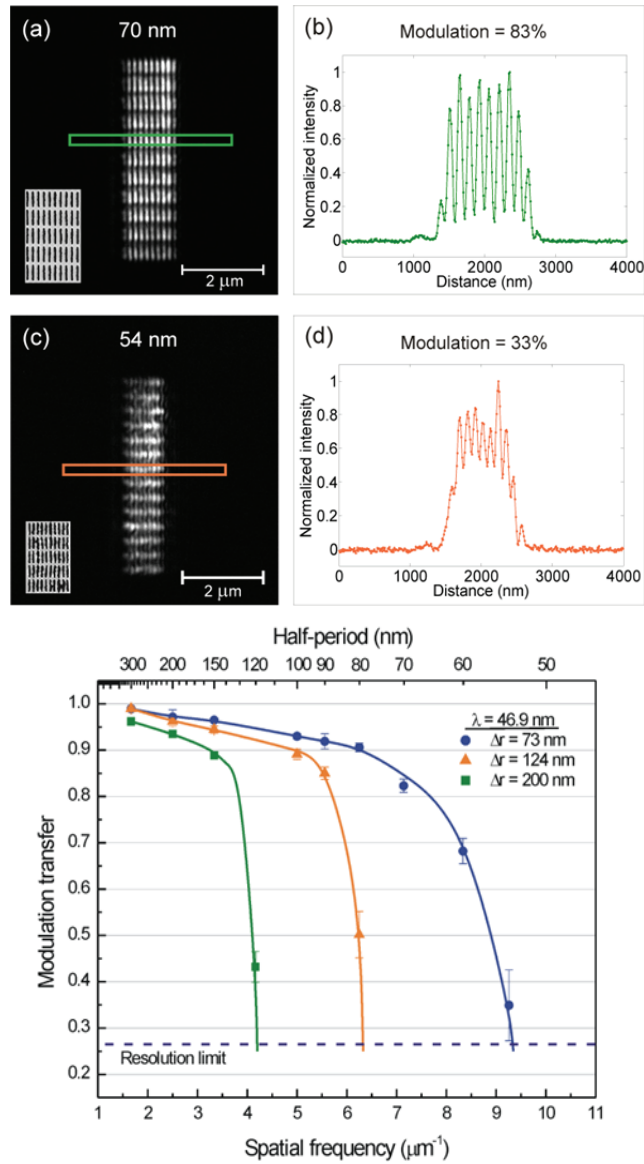 (a) 70 nm
2 μm
(b) Modulation = 83%
Normalized intensity
1
0.8
0.6
0.4
0.2
0
0 1000 2000 3000 4000
Distance (nm)
(c) 54 nm
2 μm
(d) Modulation = 33%
Normalized intensity
1
0.8
0.6
0.4
0.2
0
0 1000 2000 3000 4000
Distance (nm)
Half-period (nm)
300 200 150 120 100 90 80 70 60 50
Modulation transfer
1.0
0.9
0.8
0.7
0.6
0.5
0.4
0.3
0.2
λ = 46.9 nm
Δr = 73 nm
Δr = 124 nm
Δr = 200 nm
Resolution limit
1 2 3 4 5 6 7 8 9 10 11
Spatial frequency (μm⁻¹)